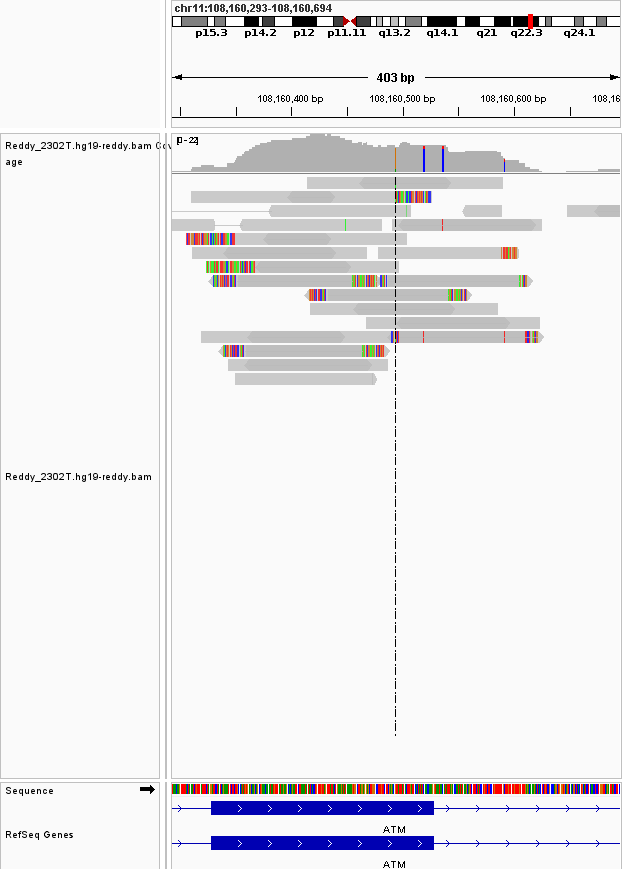 chr11:108,160,293-108,160,694
p15.3 p14.2 p12 p11.11 q13.2 q14.1 q21 q22.3 q24.1
403 bp
108,160,400 bp 108,160,500 bp 108,160,600 bp 108,16
Reddy_2302T.hg19-reddy.bam Cov
age
[0-22]
Reddy_2302T.hg19-reddy.bam
Sequence
ATM
RefSeq Genes
ATM